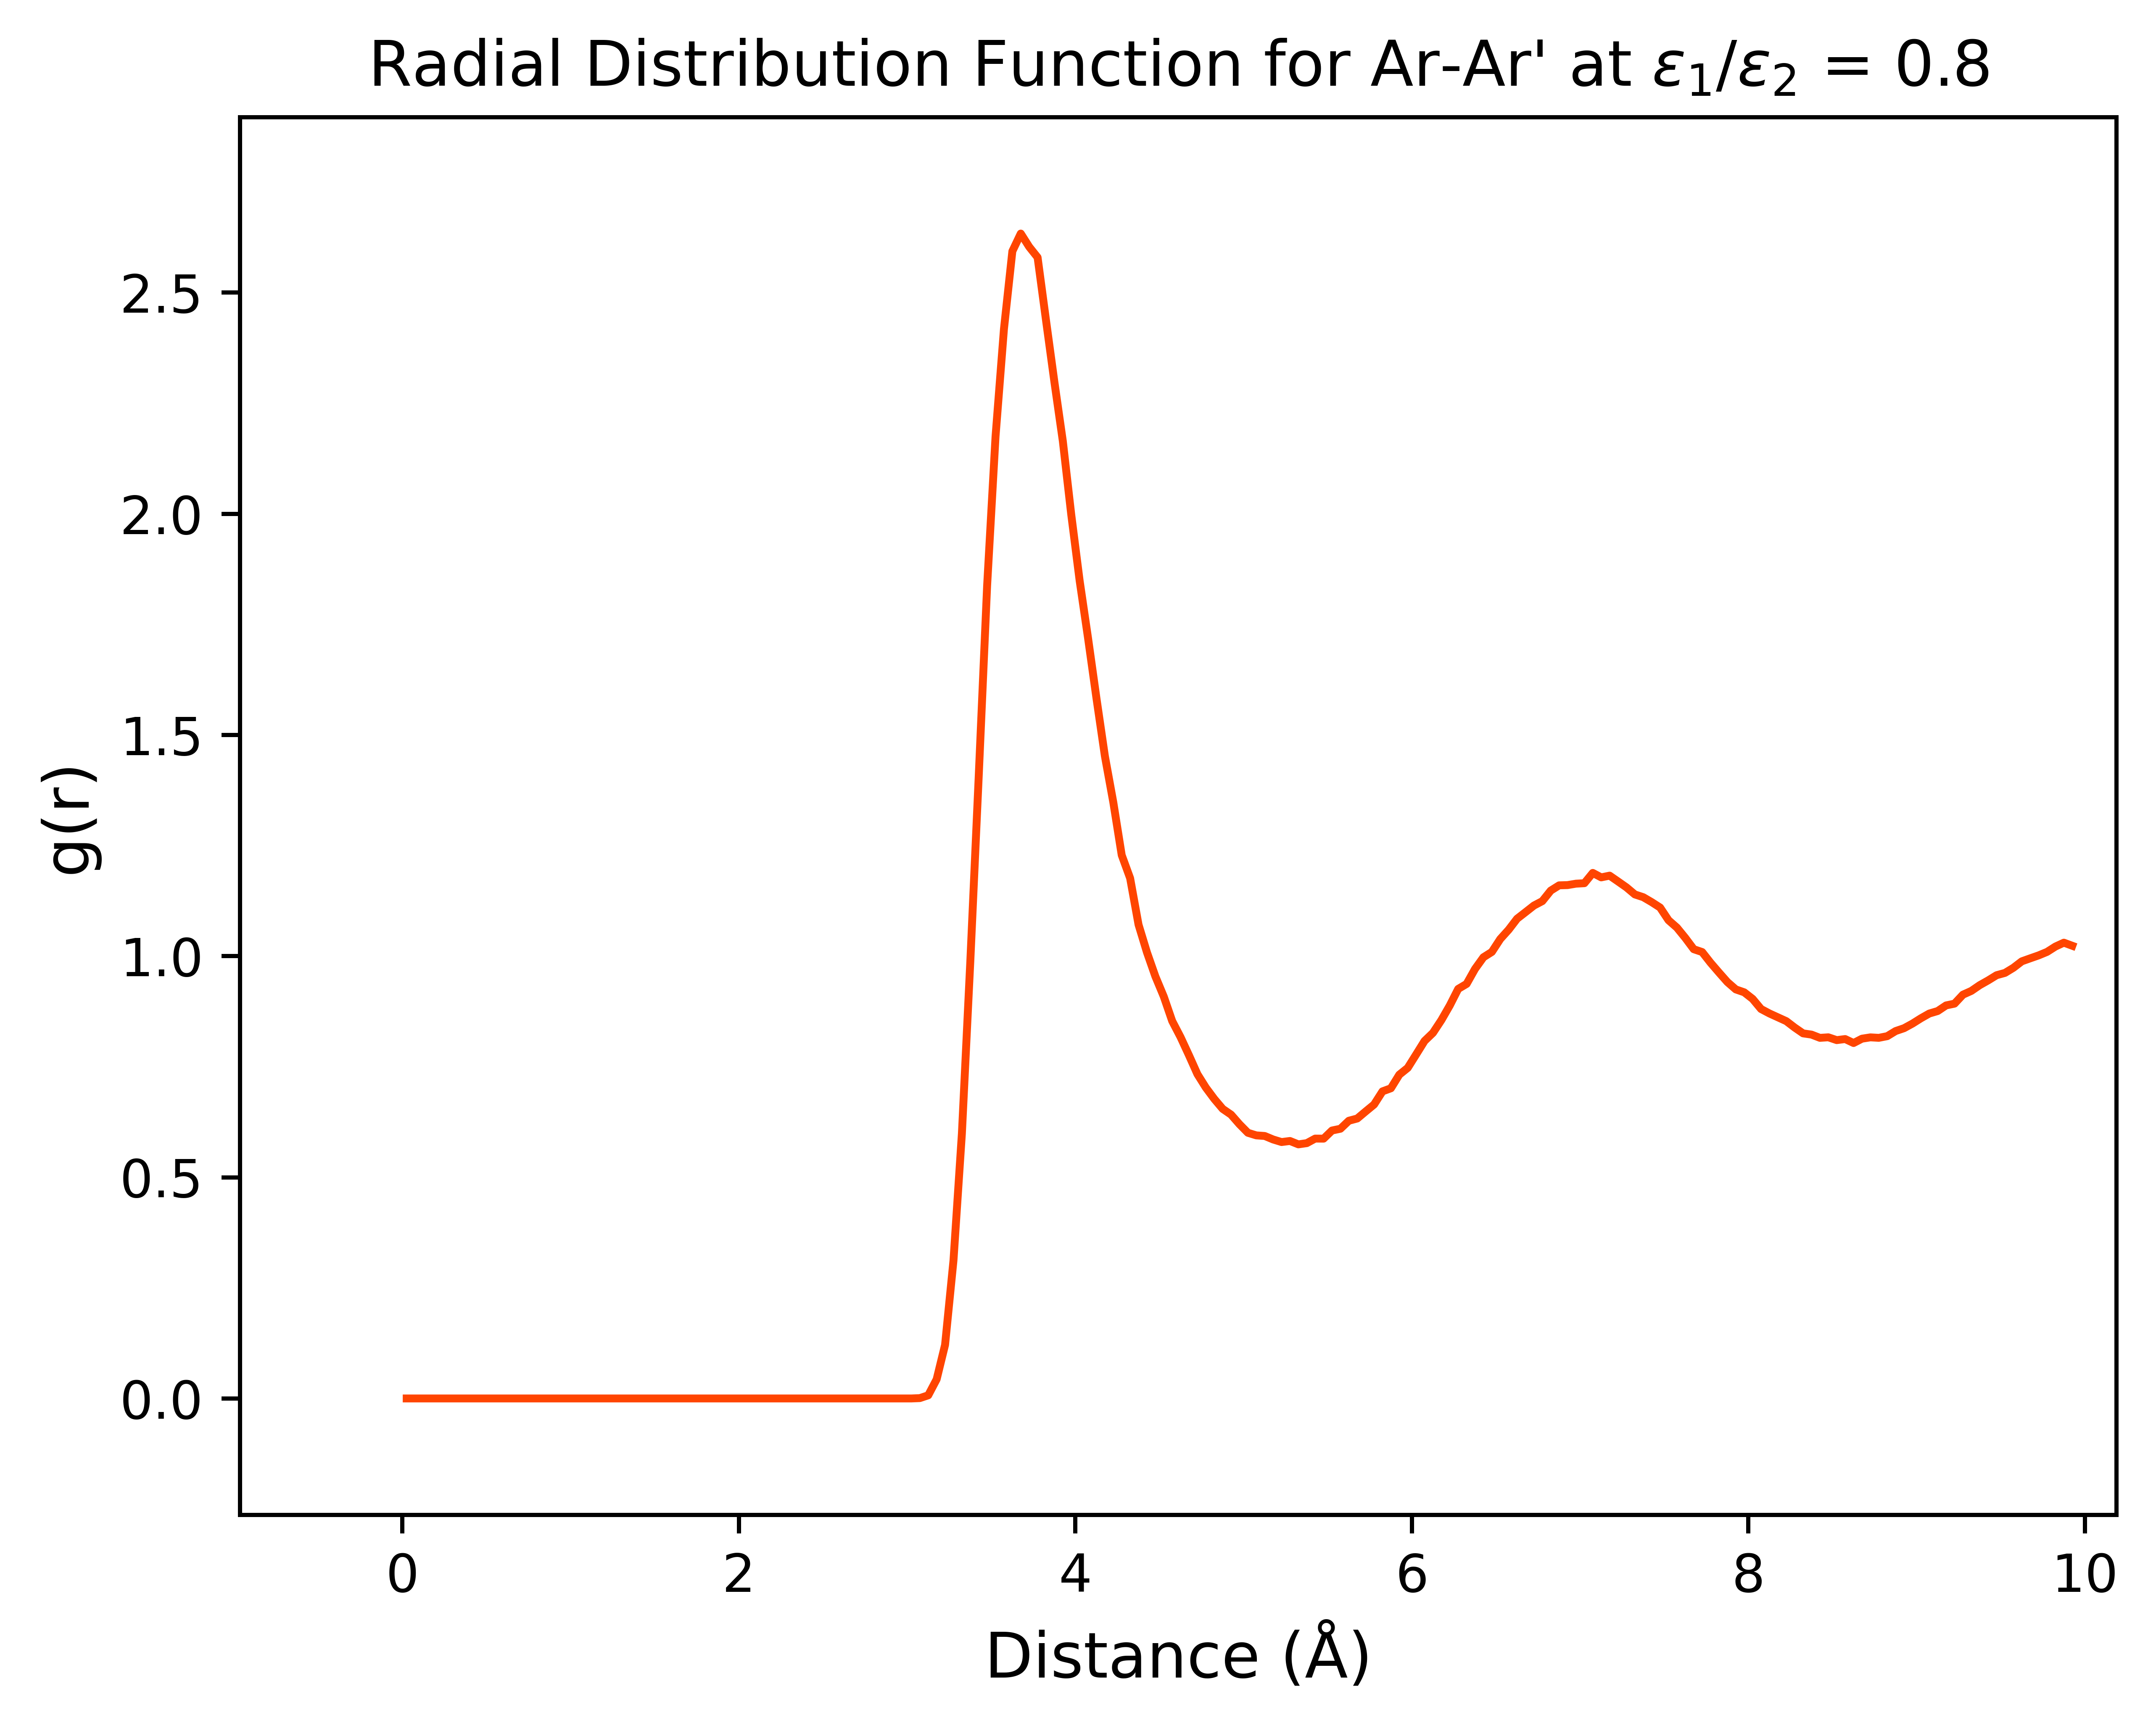 Radial Distribution Function for Ar-Ar' at ε₁/ε₂ = 0.8
2.5
2.0
1.5
1.0
0.5
0.0
g(r)
0 2 4 6 8 10
Distance (Å)